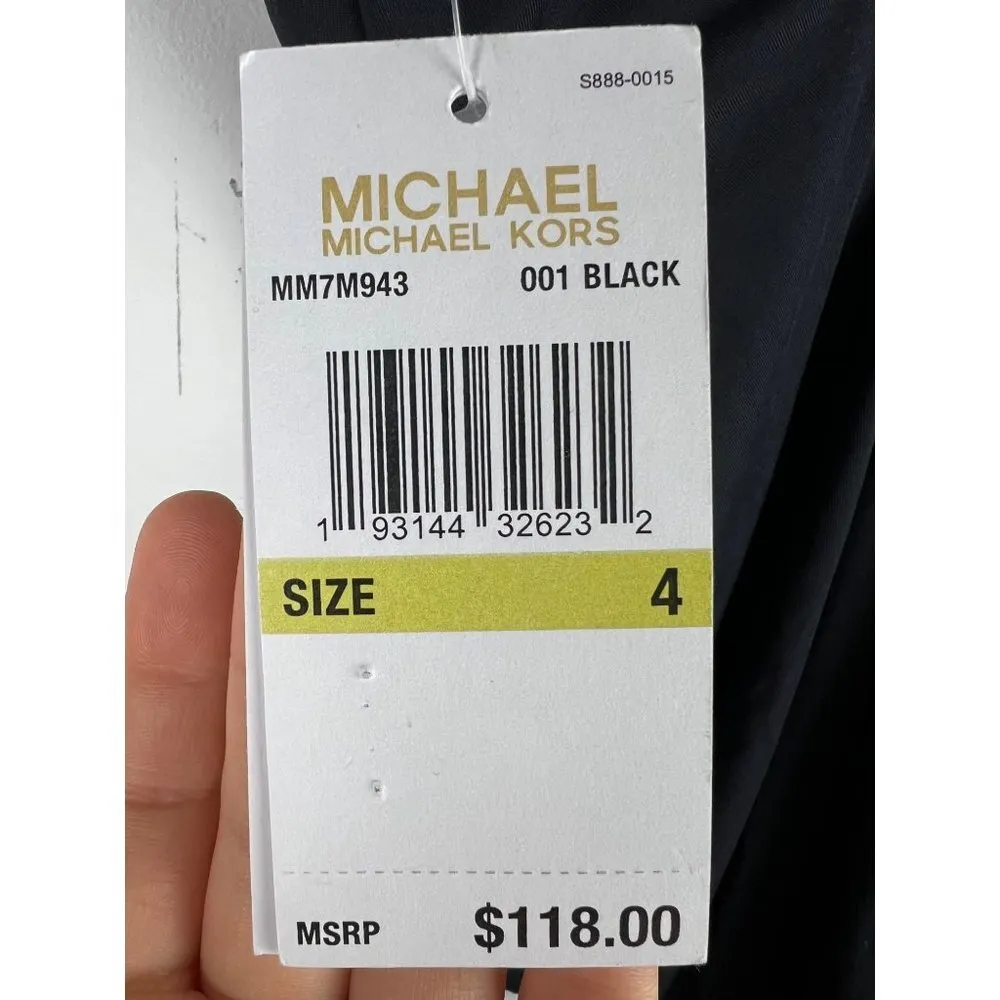 S888-0015
MICHAEL
MICHAEL KORS
MM7M943 001 BLACK
1 93144 32623 2
SIZE 4
MSRP $118.00